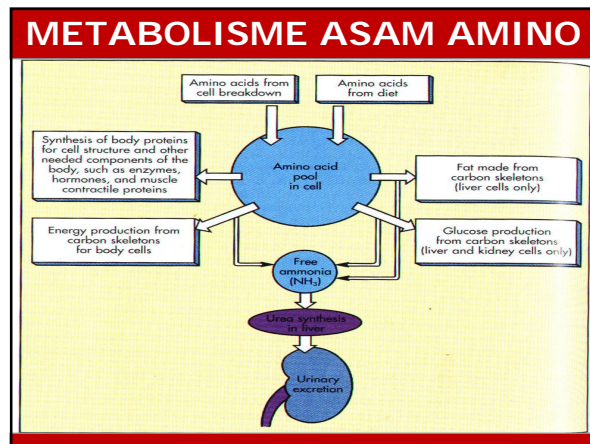 METABOLISME ASAM AMINO
Amino acids from
cell breakdown
Amino acids
from diet
Synthesis of body proteins
for cell structure and other
needed components of the
body, such as enzymes,
hormones, and muscle
contractile proteins
Amino acid
pool
in cell
Fat made from
carbon skeletons
(liver cells only)
Energy production from
carbon skeletons
for body cells
Glucose production
from carbon skeletons
(liver and kidney cells only)
Free
ammonia
(NH₃)
Urea synthesis
in liver
Urinary
excretion